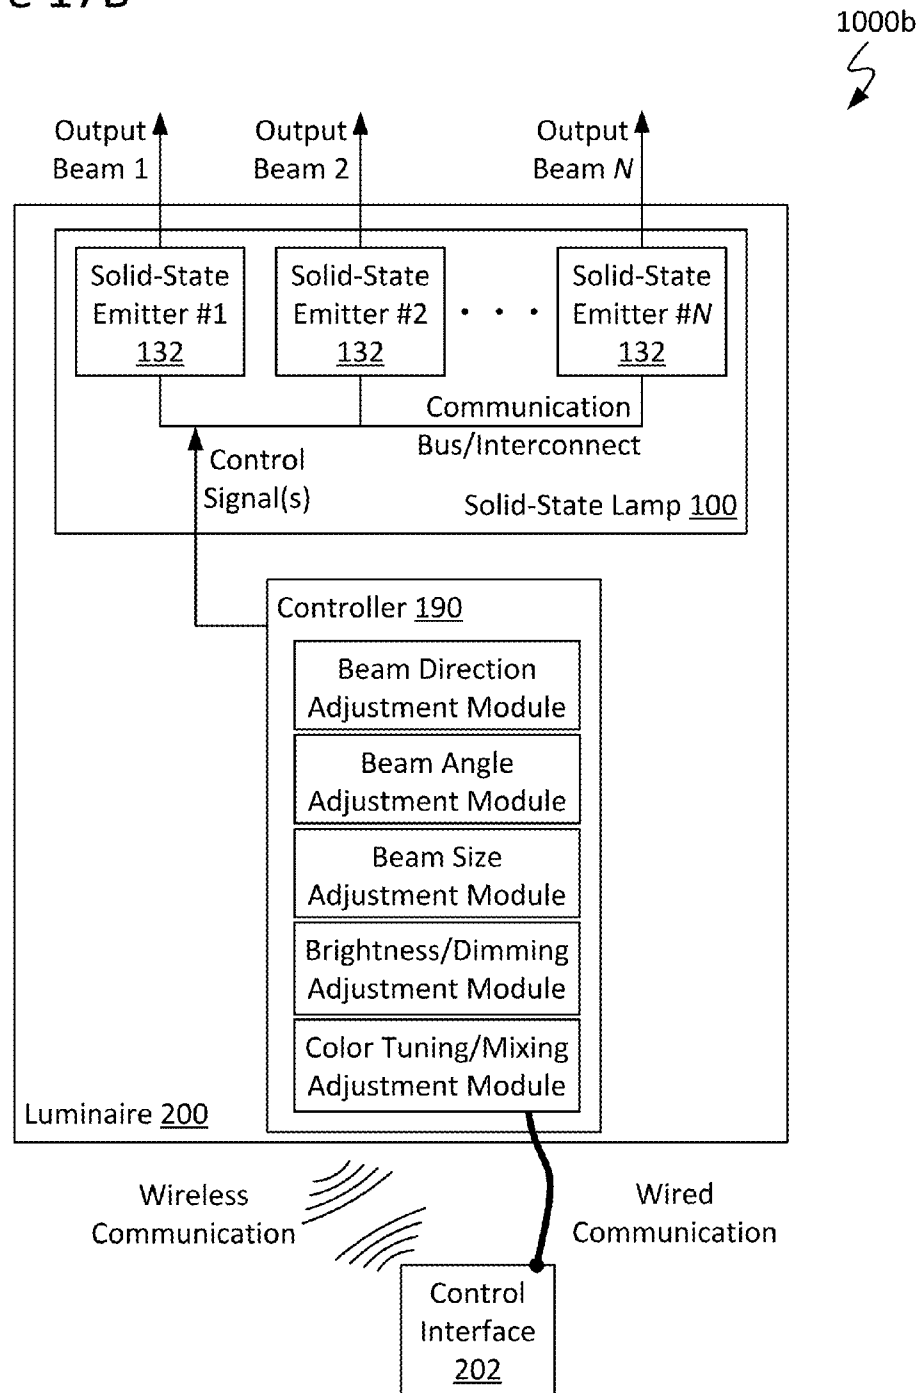 e 17B
1000b
Output
Beam 1
Output
Beam 2
Output
Beam N
Solid-State
Emitter #1
132
Solid-State
Emitter #2
132
. . .
Solid-State
Emitter #N
132
Communication
Bus/Interconnect
Control
Signal(s)
Solid-State Lamp 100
Controller 190
Beam Direction
Adjustment Module
Beam Angle
Adjustment Module
Beam Size
Adjustment Module
Brightness/Dimming
Adjustment Module
Color Tuning/Mixing
Adjustment Module
Luminaire 200
Wireless
Communication
Wired
Communication
Control
Interface
202